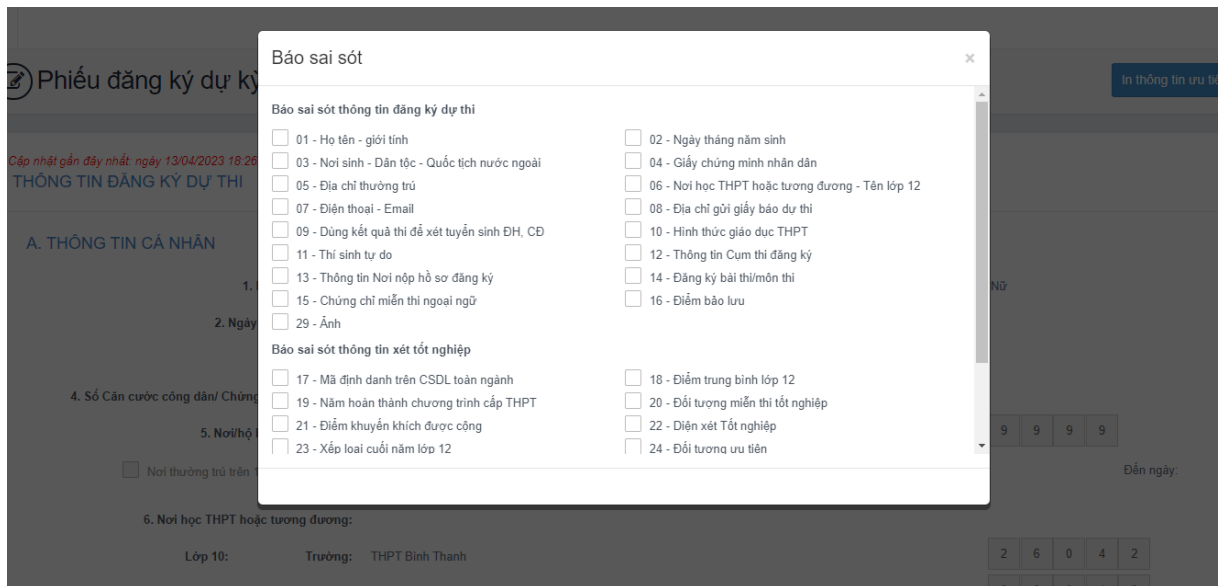 Báo sai sót ×
Phiếu đăng ký dự kỳ
In thông tin ưu tiê
Báo sai sót thông tin đăng ký dự thi
01 - Họ tên - giới tính 02 - Ngày tháng năm sinh
Cập nhật gần đây nhất: ngày 13/04/2023 18:26
03 - Nơi sinh - Dân tộc - Quốc tịch nước ngoài 04 - Giấy chứng minh nhân dân
THÔNG TIN ĐĂNG KÝ DỰ THI
05 - Địa chỉ thường trú 06 - Nơi học THPT hoặc tương đương - Tên lớp 12
07 - Điện thoại - Email 08 - Địa chỉ gửi giấy báo dự thi
09 - Dùng kết quả thi để xét tuyển sinh ĐH, CĐ 10 - Hình thức giáo dục THPT
A. THÔNG TIN CÁ NHÂN
11 - Thí sinh tự do 12 - Thông tin Cụm thi đăng ký
13 - Thông tin Nơi nộp hồ sơ đăng ký 14 - Đăng ký bài thi/môn thi
1. Nữ
15 - Chứng chỉ miễn thi ngoại ngữ 16 - Điểm bảo lưu
2. Ngày
29 - Ảnh
Báo sai sót thông tin xét tốt nghiệp
17 - Mã định danh trên CSDL toàn ngành 18 - Điểm trung bình lớp 12
4. Số Căn cước công dân/ Chứng
19 - Năm hoàn thành chương trình cấp THPT 20 - Đối tượng miễn thi tốt nghiệp
21 - Điểm khuyến khích được cộng 22 - Diện xét Tốt nghiệp
5. Nơi/hộ 9 9 9 9
23 - Xếp loại cuối năm lớp 12 24 - Đối tượng ưu tiên
Nơi thường trú trên 1 Đến ngày:
6. Nơi học THPT hoặc tương đương:
Lớp 10: Trường: THPT Bình Thanh 2 6 0 4 2